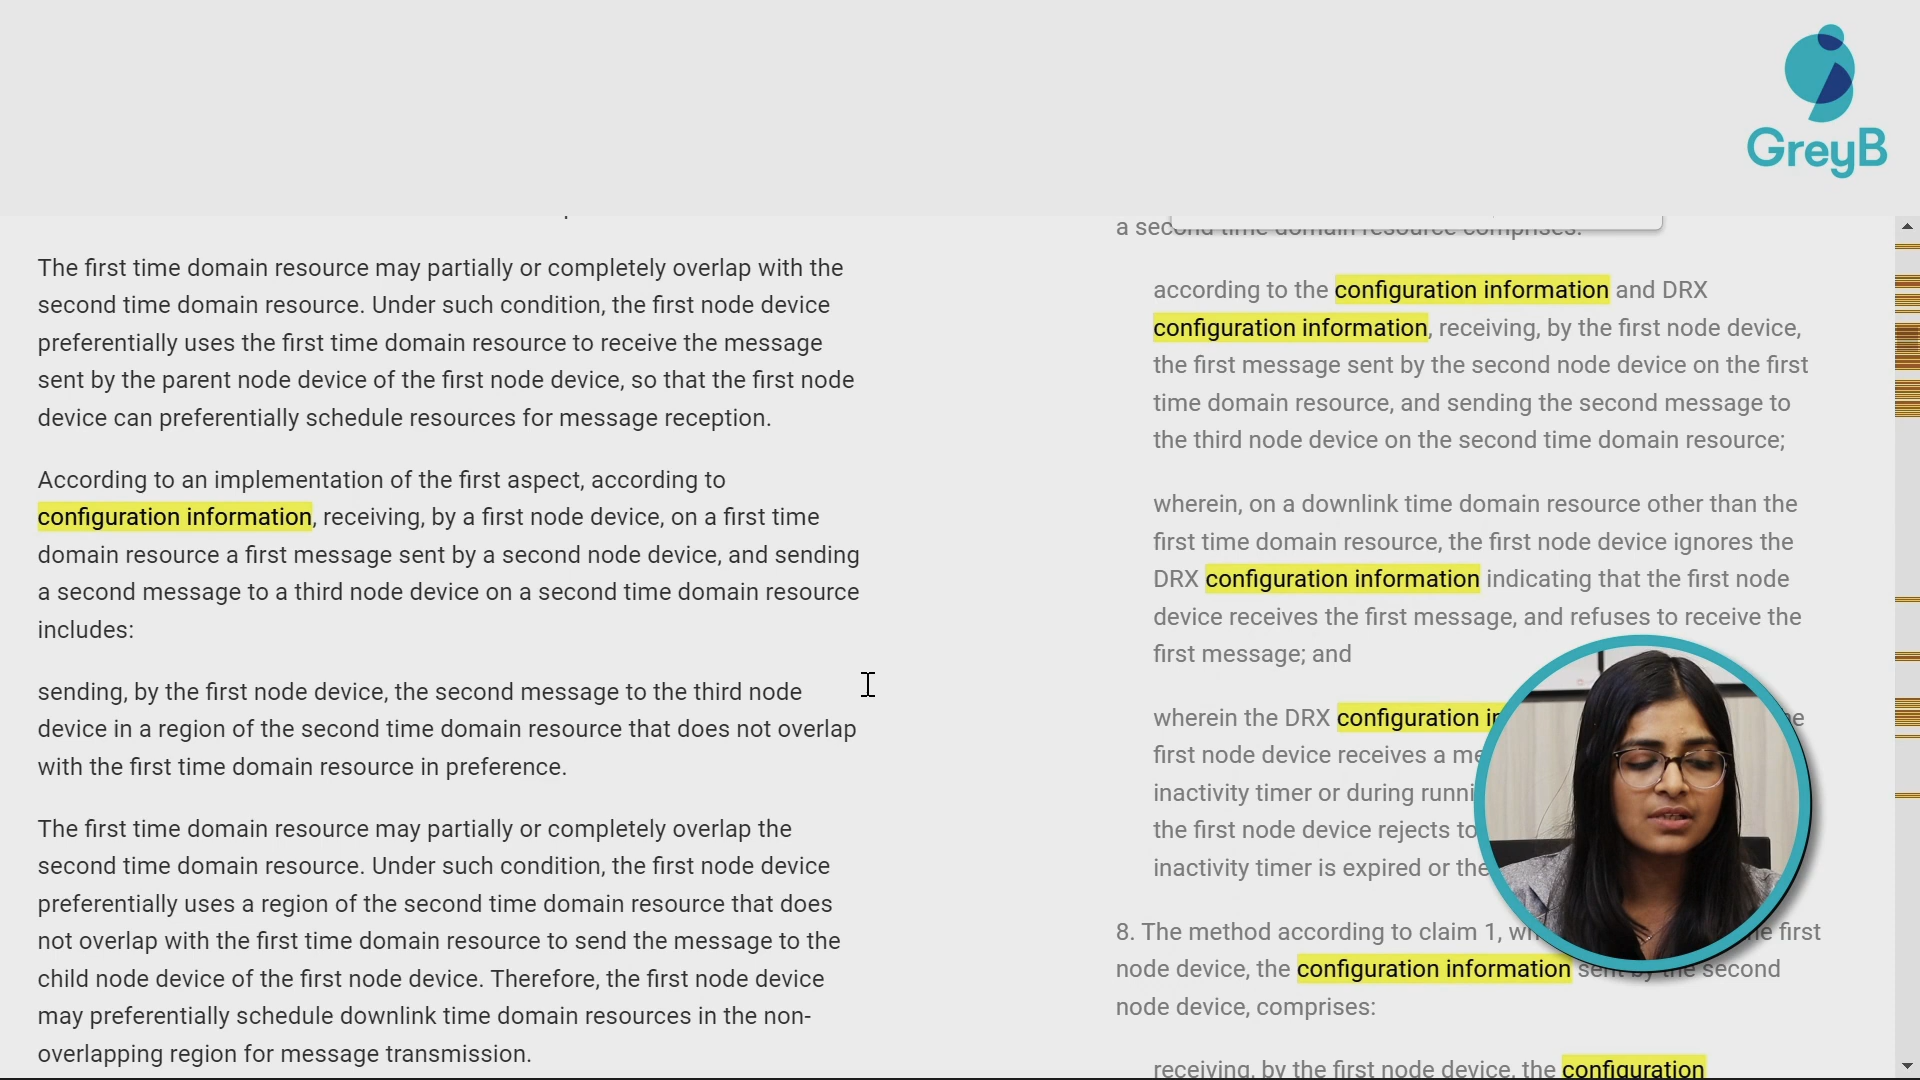 GreyB
The first time domain resource may partially or completely overlap with the
second time domain resource. Under such condition, the first node device
preferentially uses the first time domain resource to receive the message
sent by the parent node device of the first node device, so that the first node
device can preferentially schedule resources for message reception.
According to an implementation of the first aspect, according to
configuration information, receiving, by a first node device, on a first time
domain resource a first message sent by a second node device, and sending
a second message to a third node device on a second time domain resource
includes:
sending, by the first node device, the second message to the third node
device in a region of the second time domain resource that does not overlap
with the first time domain resource in preference.
The first time domain resource may partially or completely overlap the
second time domain resource. Under such condition, the first node device
preferentially uses a region of the second time domain resource that does
not overlap with the first time domain resource to send the message to the
child node device of the first node device. Therefore, the first node device
may preferentially schedule downlink time domain resources in the non-
overlapping region for message transmission.
a second time domain resource comprises:
according to the configuration information and DRX
configuration information, receiving, by the first node device,
the first message sent by the second node device on the first
time domain resource, and sending the second message to
the third node device on the second time domain resource;
wherein, on a downlink time domain resource other than the
first time domain resource, the first node device ignores the
DRX configuration information indicating that the first node
device receives the first message, and refuses to receive the
first message; and
wherein the DRX configuration
first node device receives a
inactivity timer or during
the first node device rejects to
inactivity timer is expired or the
8. The method according to claim 1, first
node device, the configuration information sent by the second
node device, comprises:
receiving, by the first node device, the configuration